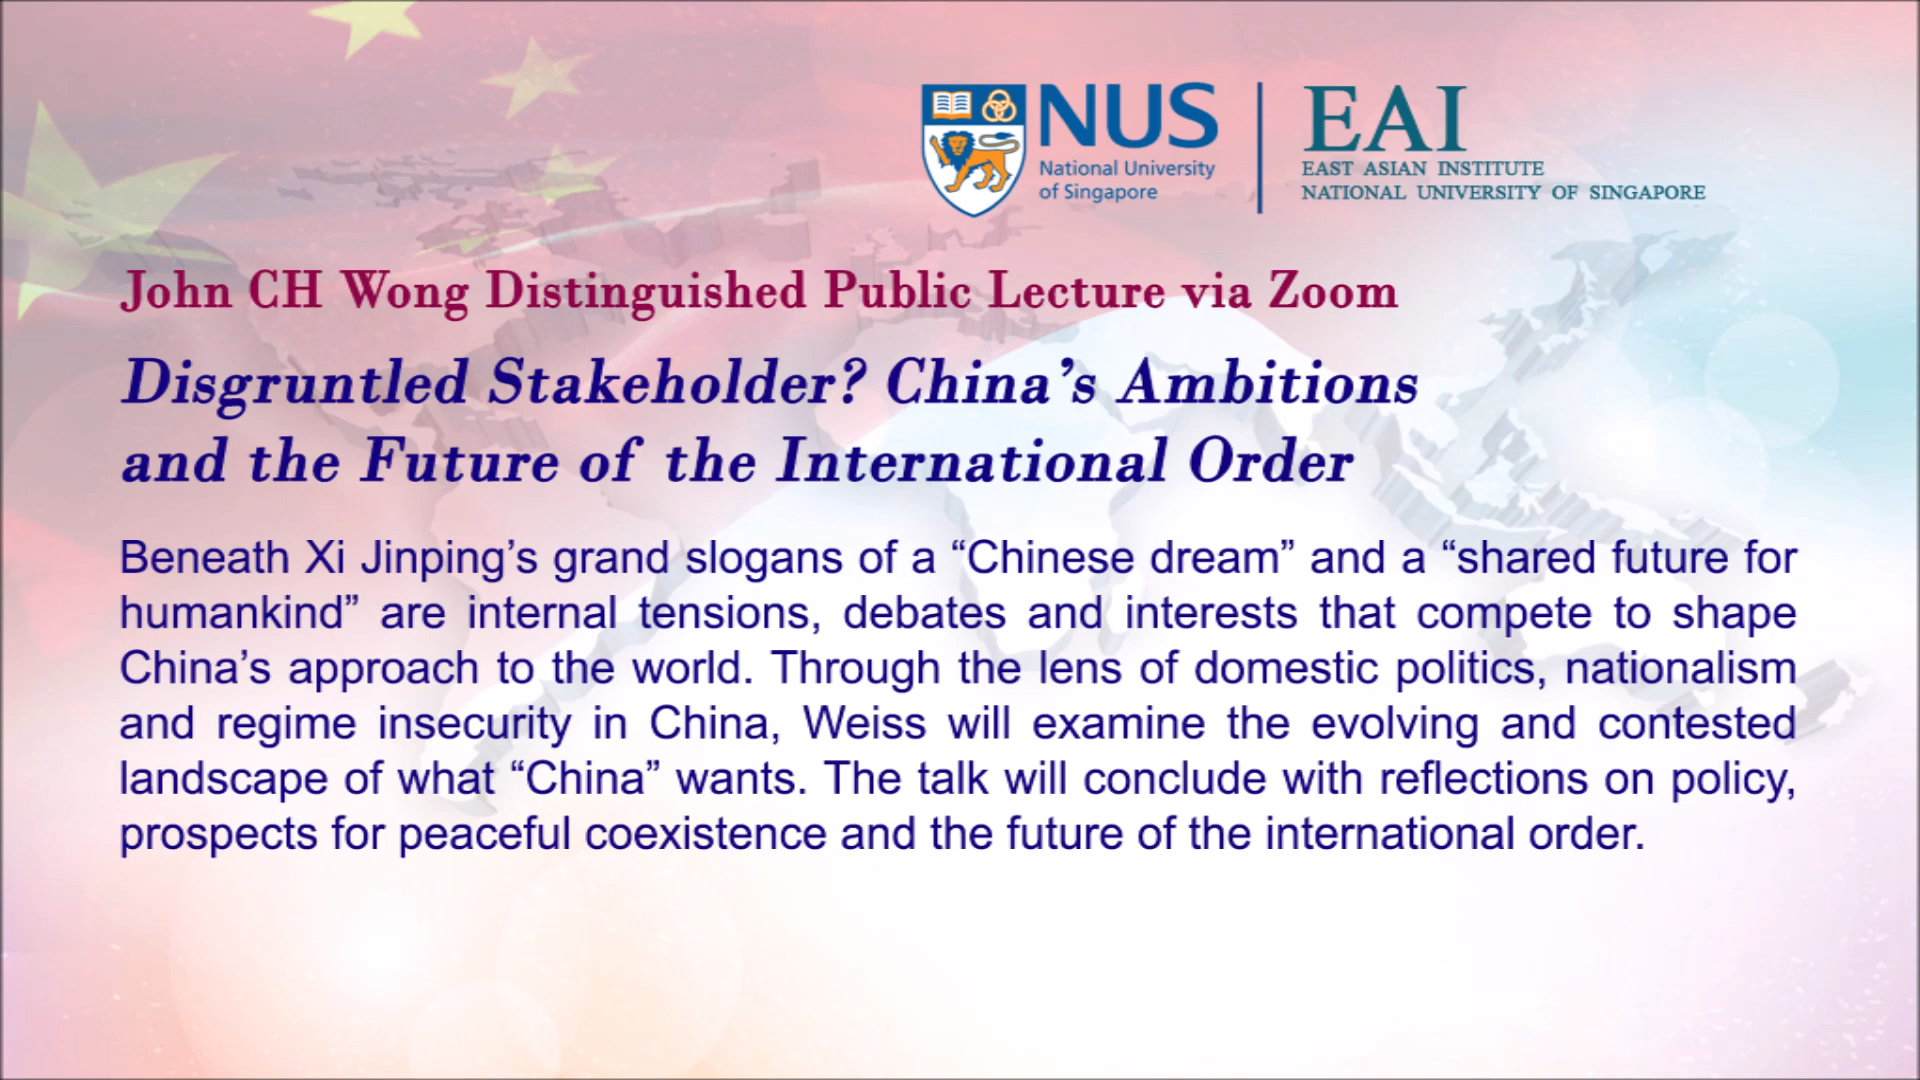 NUS
National University
of Singapore
EAI
EAST ASIAN INSTITUTE
NATIONAL UNIVERSITY OF SINGAPORE
John CH Wong Distinguished Public Lecture via Zoom
Disgruntled Stakeholder? China’s Ambitions
and the Future of the International Order
Beneath Xi Jinping’s grand slogans of a “Chinese dream” and a “shared future for
humankind” are internal tensions, debates and interests that compete to shape
China’s approach to the world. Through the lens of domestic politics, nationalism
and regime insecurity in China, Weiss will examine the evolving and contested
landscape of what “China” wants. The talk will conclude with reflections on policy,
prospects for peaceful coexistence and the future of the international order.